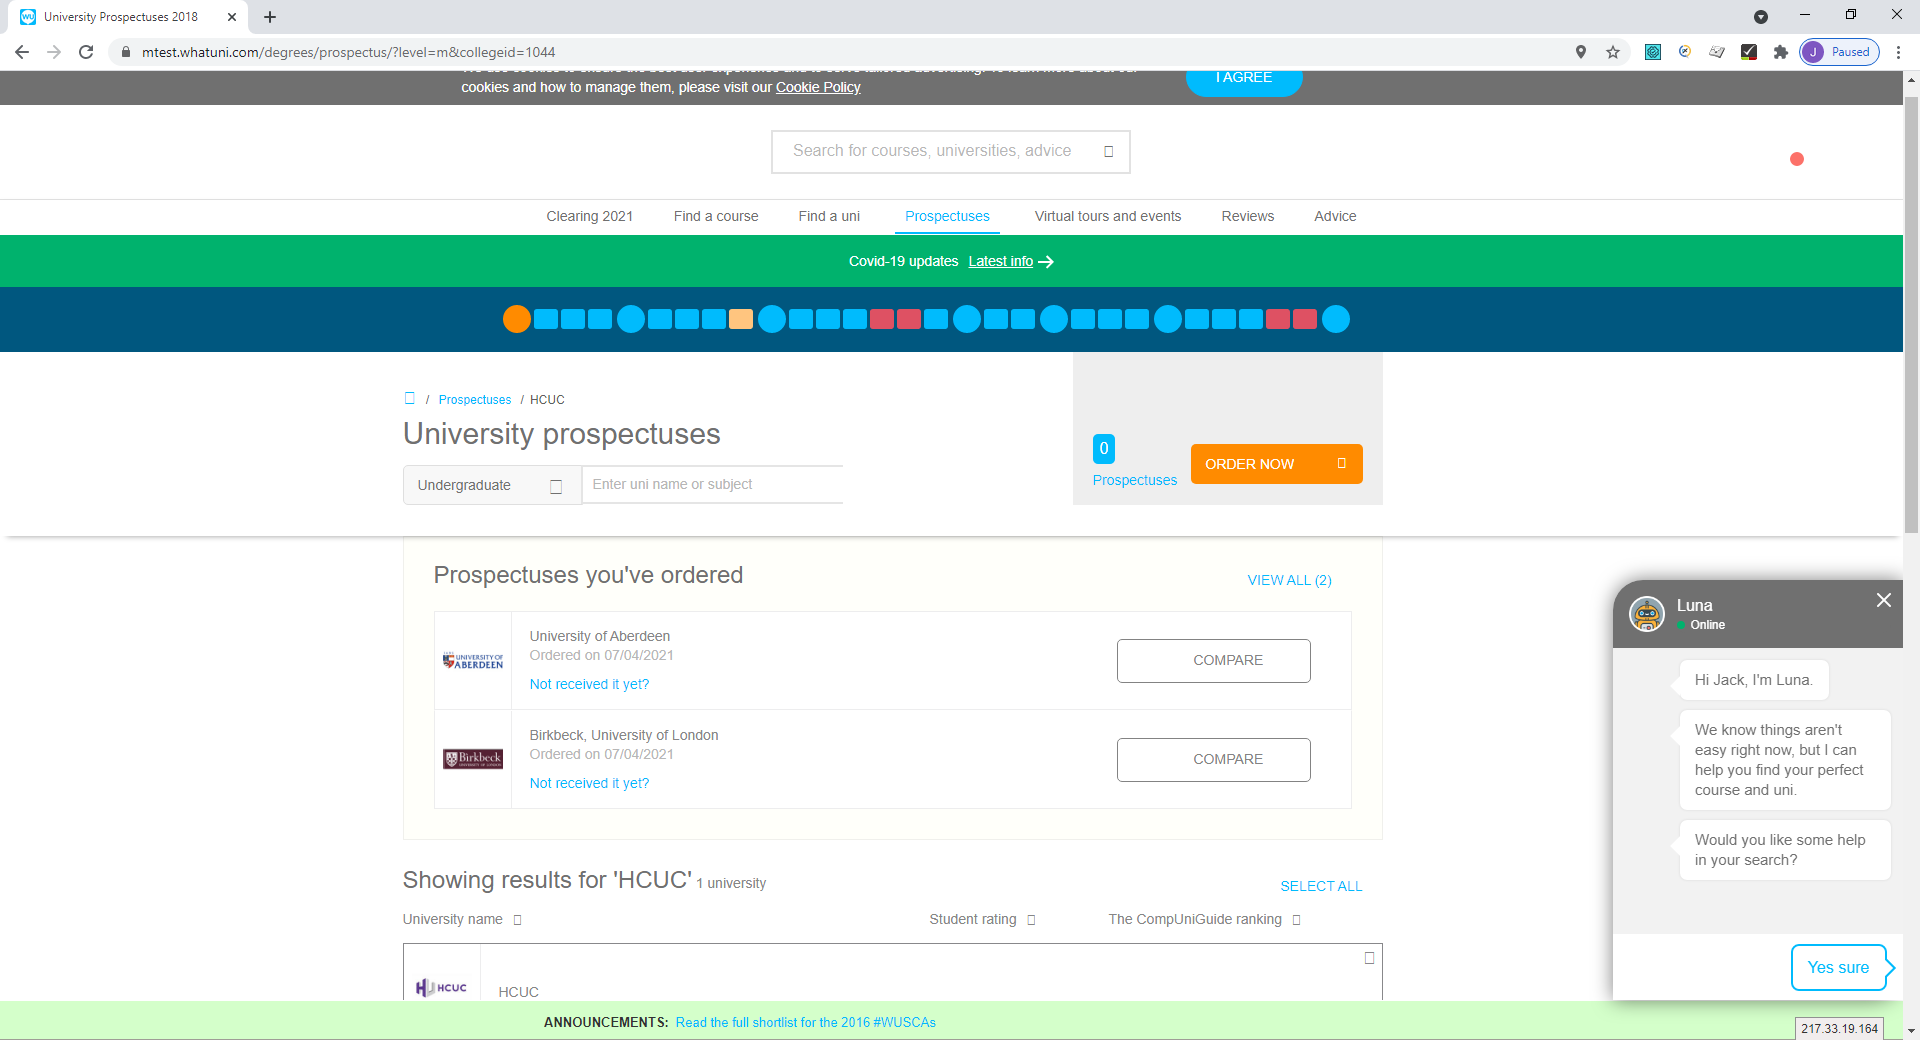 University Prospectuses 2018
mtest.whatuni.com/degrees/prospectus/?level=m&collegeid=1044
J Paused
cookies and how to manage them, please visit our Cookie Policy
I AGREE
Search for courses, universities, advice
Clearing 2021
Find a course
Find a uni
Prospectuses
Virtual tours and events
Reviews
Advice
Covid-19 updates Latest info
/ Prospectuses / HCUC
University prospectuses
Undergraduate
Enter uni name or subject
0
Prospectuses
ORDER NOW
Prospectuses you've ordered
VIEW ALL (2)
UNIVERSITY OF
ABERDEEN
University of Aberdeen
Ordered on 07/04/2021
Not received it yet?
COMPARE
Birkbeck
Birkbeck, University of London
Ordered on 07/04/2021
Not received it yet?
COMPARE
Showing results for 'HCUC' 1 university
SELECT ALL
University name
Student rating
The CompUniGuide ranking
HCUC
HCUC
Luna
Online
Hi Jack, I'm Luna.
We know things aren't
easy right now, but I can
help you find your perfect
course and uni.
Would you like some help
in your search?
Yes sure
ANNOUNCEMENTS: Read the full shortlist for the 2016 #WUSCAs
217.33.19.164